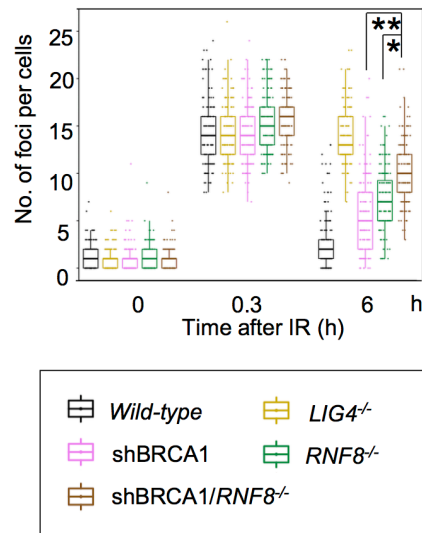 No. of foci per cells
25
20
15
10
5
0
**
*
0 0.3 6 h
Time after IR (h)
Wild-type LIG4-/-
shBRCA1 RNF8-/-
shBRCA1/RNF8-/-